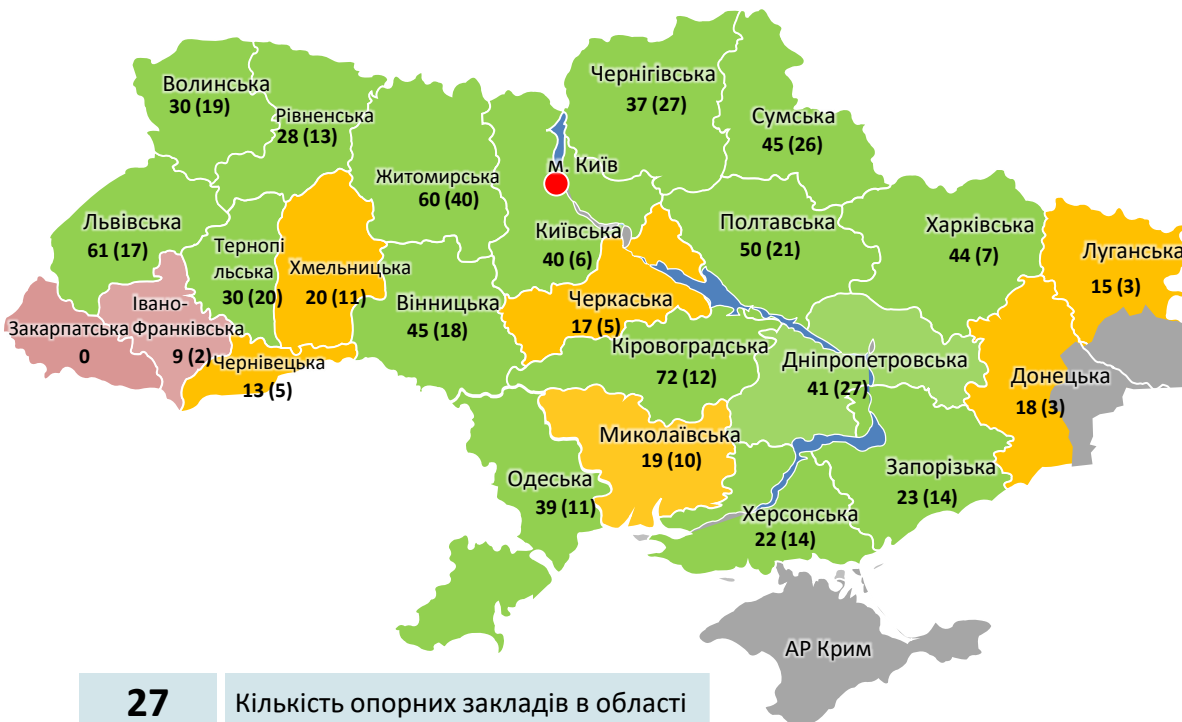 Волинська
30 (19)
Рівненська
28 (13)
Житомирська
60 (40)
м. Київ
Київська
40 (6)
Чернігівська
37 (27)
Сумська
45 (26)
Львівська
61 (17)
Тернопі
льська
30 (20)
Хмельницька
20 (11)
Вінницька
45 (18)
Черкаська
17 (5)
Полтавська
50 (21)
Харківська
44 (7)
Луганська
15 (3)
Закарпатська
0
Івано-
Франківська
9 (2)
Чернівецька
13 (5)
Кіровоградська
72 (12)
Дніпропетровська
41 (27)
Донецька
18 (3)
Одеська
39 (11)
Миколаївська
19 (10)
Херсонська
22 (14)
Запорізька
23 (14)
АР Крим
27 Кількість опорних закладів в області